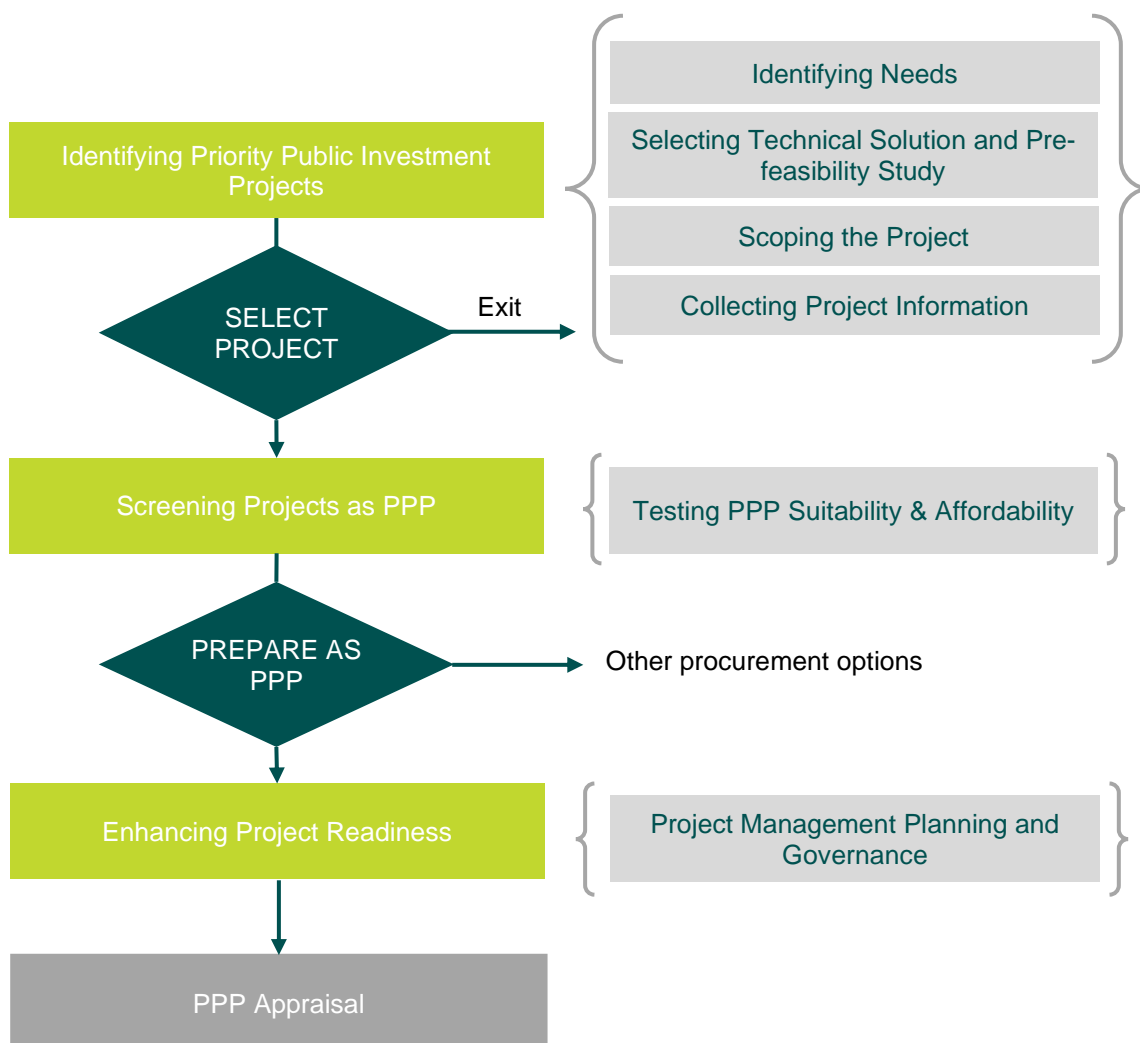 Identifying Needs
Identifying Priority Public Investment
Projects
Selecting Technical Solution and Pre-
feasibility Study
Scoping the Project
Collecting Project Information
SELECT
PROJECT
Exit
Screening Projects as PPP
Testing PPP Suitability & Affordability
PREPARE AS
PPP
Other procurement options
Enhancing Project Readiness
Project Management Planning and
Governance
PPP Appraisal